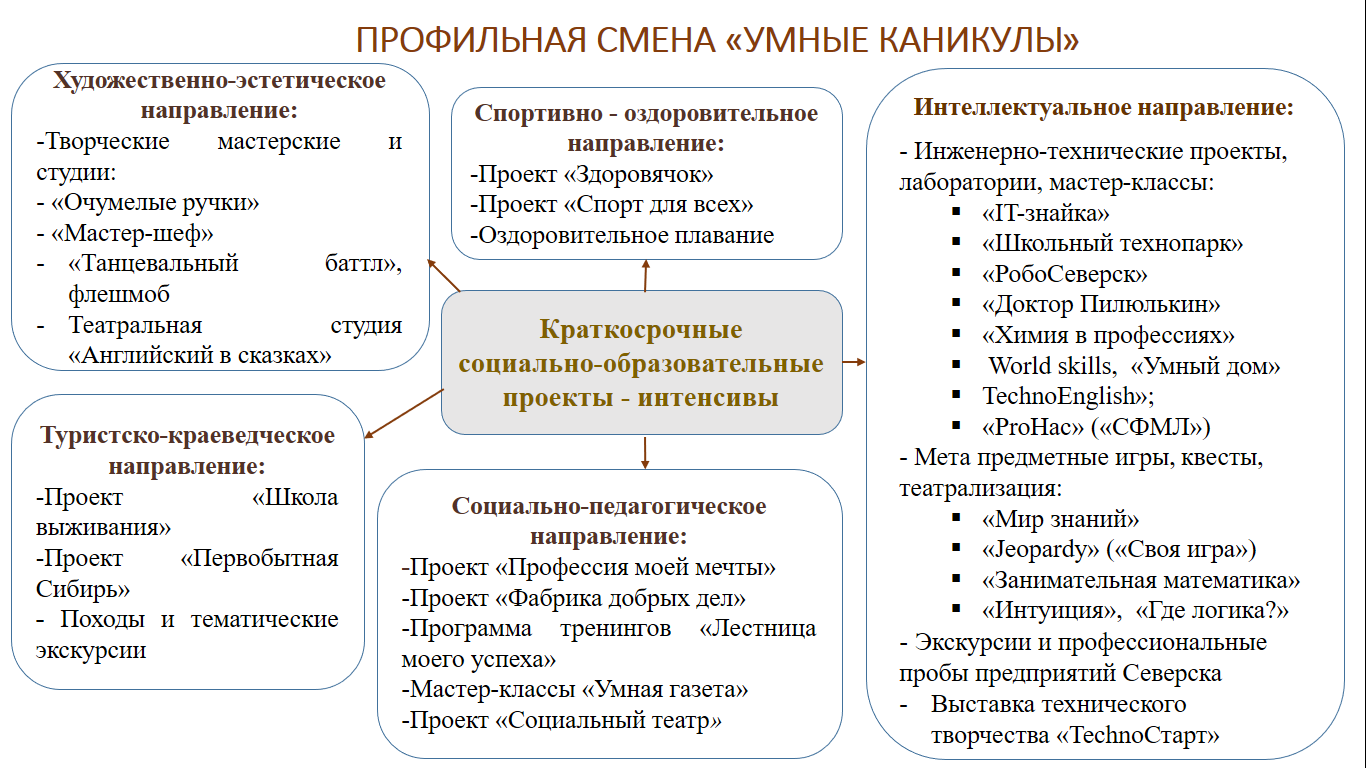 ПРОФИЛЬНАЯ СМЕНА «УМНЫЕ КАНИКУЛЫ»
Художественно-эстетическое
направление:
-Творческие мастерские и
студии:
- «Очумелые ручки»
- «Мастер-шеф»
- «Танцевальный баттл»,
флешмоб
- Театральная студия
«Английский в сказках»
Спортивно - оздоровительное
направление:
-Проект «Здоровячок»
-Проект «Спорт для всех»
-Оздоровительное плавание
Краткосрочные
социально-образовательные
проекты - интенсивы
Туристско-краеведческое
направление:
-Проект «Школа
выживания»
-Проект «Первобытная
Сибирь»
- Походы и тематические
экскурсии
Социально-педагогическое
направление:
-Проект «Профессия моей мечты»
-Проект «Фабрика добрых дел»
-Программа тренингов «Лестница
моего успеха»
-Мастер-классы «Умная газета»
-Проект «Социальный театр»
Интеллектуальное направление:
- Инженерно-технические проекты,
лаборатории, мастер-классы:
▪ «IT-знайка»
▪ «Школьный технопарк»
▪ «РобоСеверск»
▪ «Доктор Пилюлькин»
▪ «Химия в профессиях»
▪ World skills, «Умный дом»
▪ TechnoEnglish»;
▪ «ProНас» («СФМЛ»)
- Мета предметные игры, квесты,
театрализация:
▪ «Мир знаний»
▪ «Jeopardy» («Своя игра»)
▪ «Занимательная математика»
▪ «Интуиция», «Где логика?»
- Экскурсии и профессиональные
пробы предприятий Северска
- Выставка технического
творчества «TechnoСтарт»